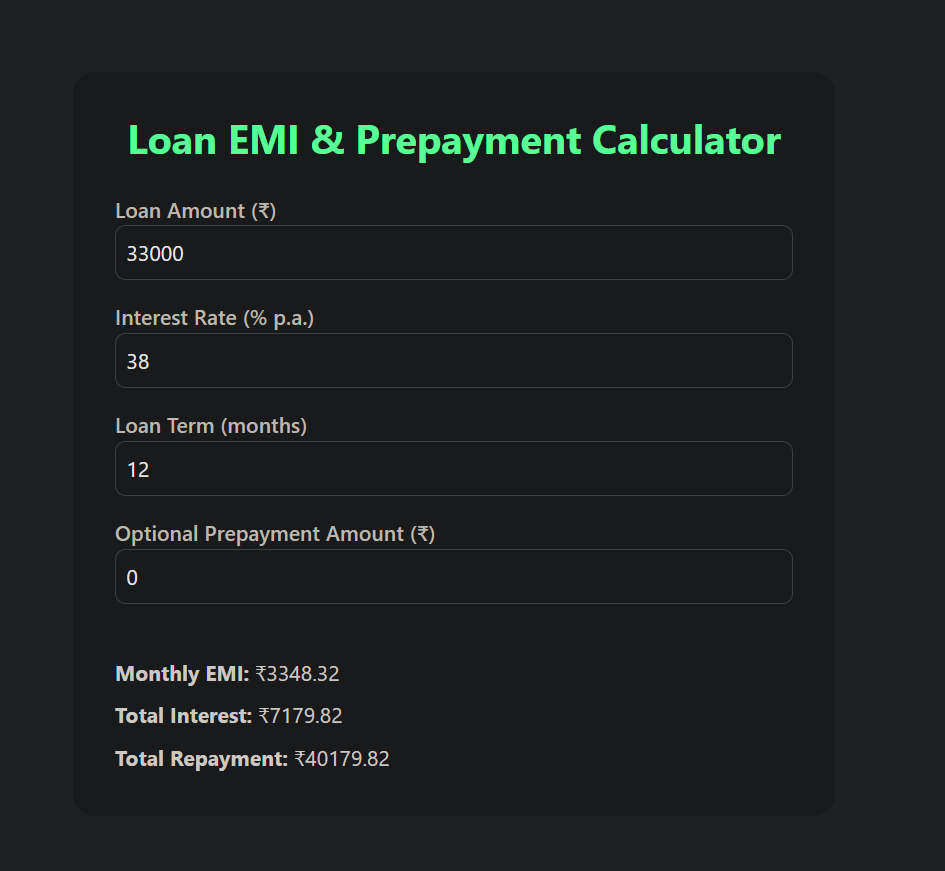 Loan EMI & Prepayment Calculator
Loan Amount (₹)
33000
Interest Rate (% p.a.)
38
Loan Term (months)
12
Optional Prepayment Amount (₹)
0
Monthly EMI: ₹3348.32
Total Interest: ₹7179.82
Total Repayment: ₹40179.82